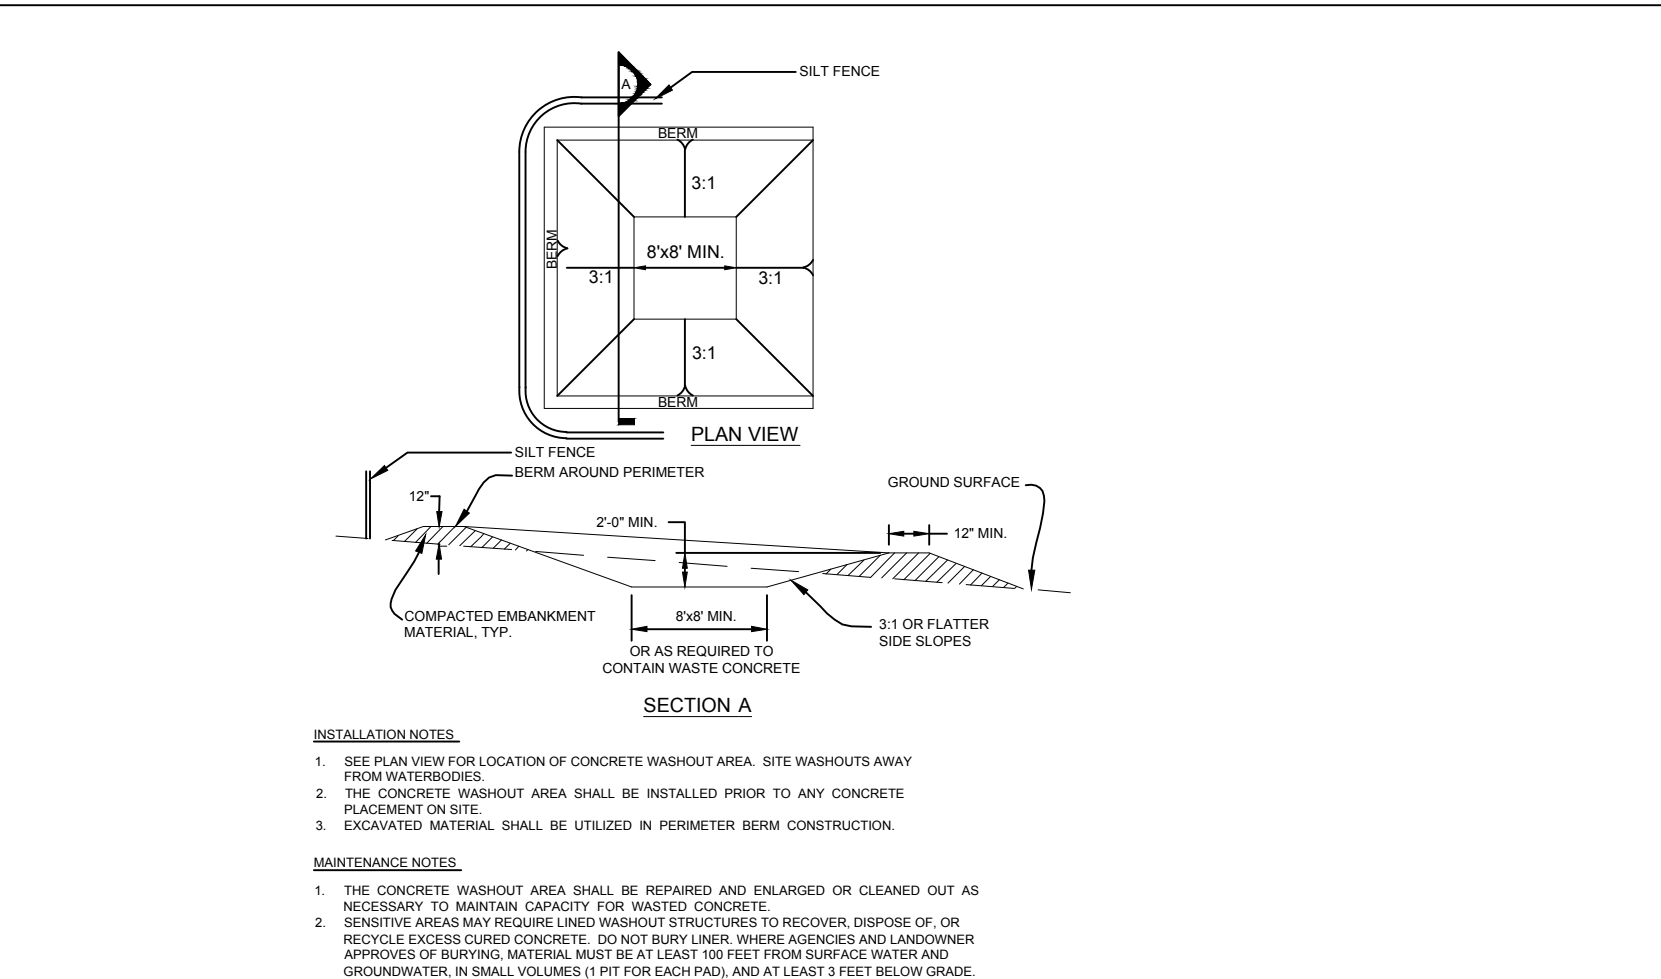 SILT FENCE
A
BERM
3:1
BERM
8'x8' MIN.
3:1
3:1
3:1
BERM
PLAN VIEW
SILT FENCE
BERM AROUND PERIMETER
GROUND SURFACE
12"
2'-0" MIN.
12" MIN.
COMPACTED EMBANKMENT
MATERIAL, TYP.
8'x8' MIN.
OR AS REQUIRED TO
CONTAIN WASTE CONCRETE
3:1 OR FLATTER
SIDE SLOPES
SECTION A
INSTALLATION NOTES
1. SEE PLAN VIEW FOR LOCATION OF CONCRETE WASHOUT AREA. SITE WASHOUTS AWAY
FROM WATERBODIES.
2. THE CONCRETE WASHOUT AREA SHALL BE INSTALLED PRIOR TO ANY CONCRETE
PLACEMENT ON SITE.
3. EXCAVATED MATERIAL SHALL BE UTILIZED IN PERIMETER BERM CONSTRUCTION.
MAINTENANCE NOTES
1. THE CONCRETE WASHOUT AREA SHALL BE REPAIRED AND ENLARGED OR CLEANED OUT AS
NECESSARY TO MAINTAIN CAPACITY FOR WASTED CONCRETE.
2. SENSITIVE AREAS MAY REQUIRE LINED WASHOUT STRUCTURES TO RECOVER, DISPOSE OF, OR
RECYCLE EXCESS CURED CONCRETE. DO NOT BURY LINER. WHERE AGENCIES AND LANDOWNER
APPROVES OF BURYING, MATERIAL MUST BE AT LEAST 100 FEET FROM SURFACE WATER AND
GROUNDWATER, IN SMALL VOLUMES (1 PIT FOR EACH PAD), AND AT LEAST 3 FEET BELOW GRADE.